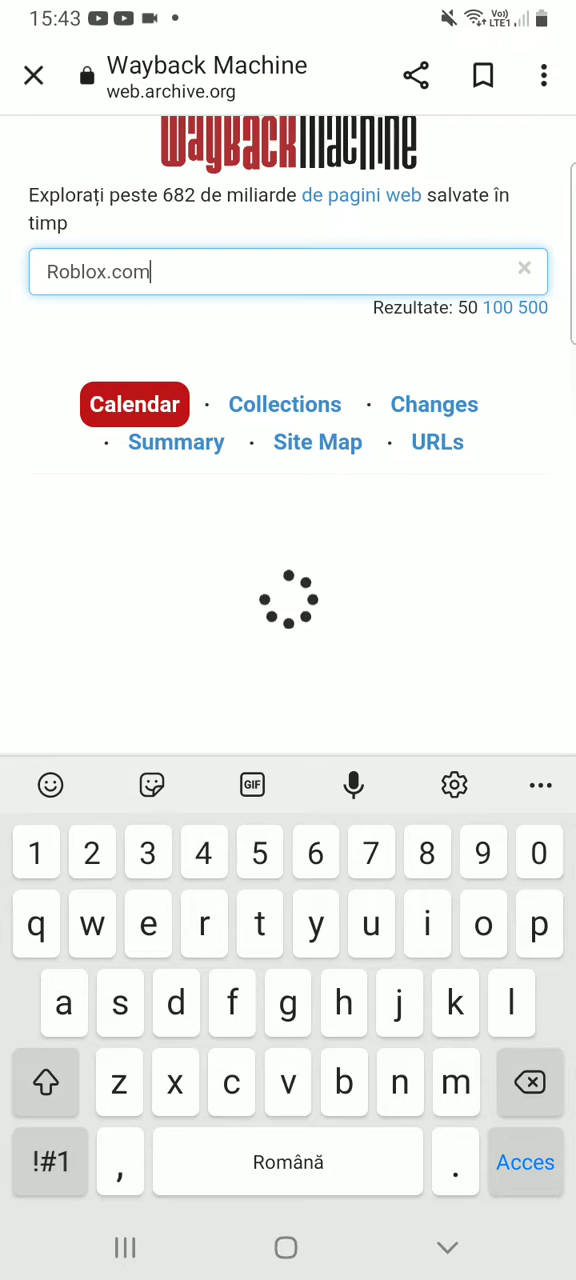 15:43 Vo)) LTE1
Wayback Machine
web.archive.org
WayBackMachine
Explorați peste 682 de miliarde de pagini web salvate în
timp
Roblox.com ×
Rezultate: 50 100 500
Calendar · Collections · Changes
· Summary · Site Map · URLs
GIF
1 2 3 4 5 6 7 8 9 0
q w e r t y u i o p
a s d f g h j k l
z x c v b n m
!#1 , Română . Acces